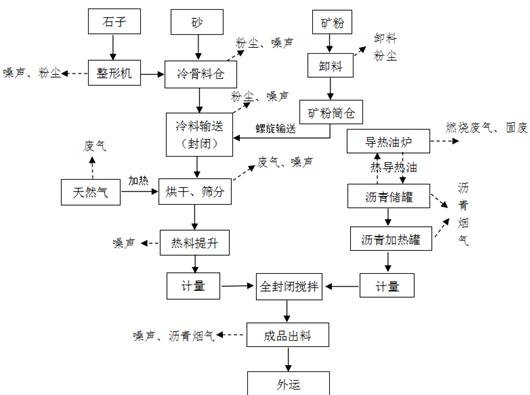 石子
砂
矿粉
粉尘、噪声
卸料
粉尘
噪声、粉尘
整形机
冷骨料仓
卸料
粉尘、噪声
矿粉筒仓
冷料输送
（封闭）
螺旋输送
导热油炉
燃烧废气、固废
废气
热导热油
废气、噪声
天然气
加热
烘干、筛分
沥青储罐
沥青烟气
噪声
热料提升
沥青加热罐
计量
全封闭搅拌
计量
噪声、沥青烟气
成品出料
外运